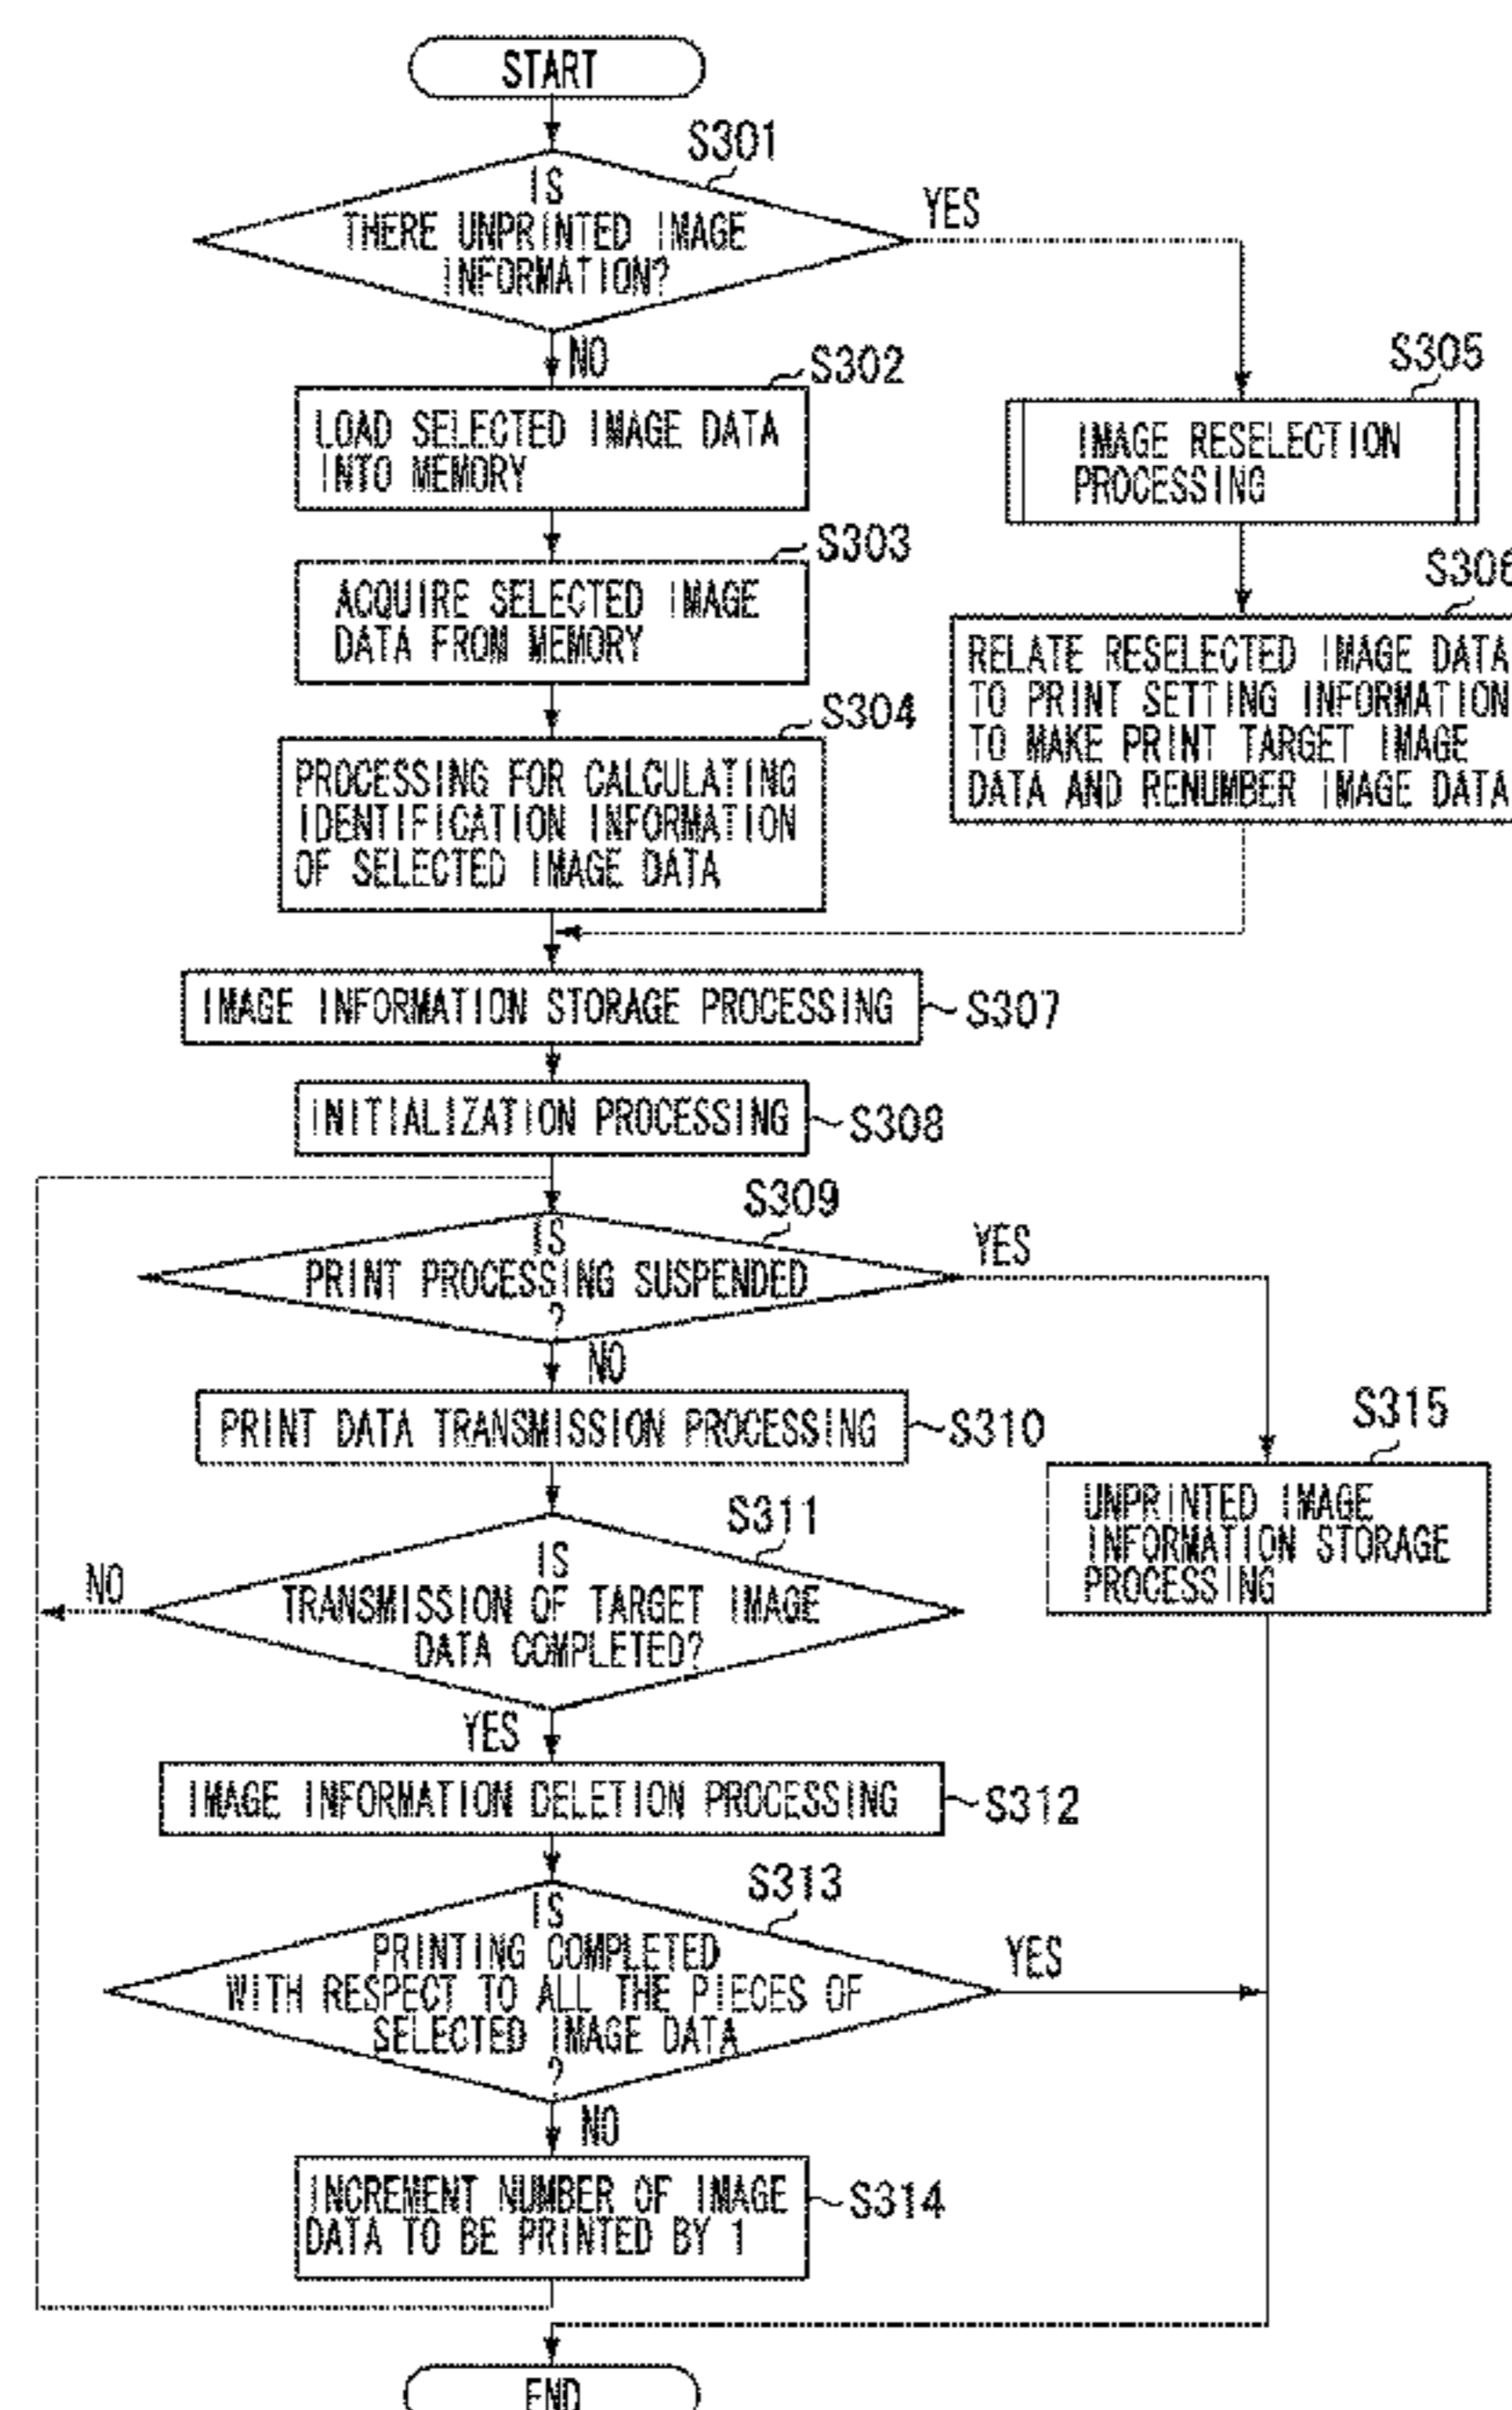 START
S301
IS
THERE UNPRINTED IMAGE
INFORMATION?
YES
NO
S302
LOAD SELECTED IMAGE DATA
INTO MEMORY
S303
ACQUIRE SELECTED IMAGE
DATA FROM MEMORY
S304
PROCESSING FOR CALCULATING
IDENTIFICATION INFORMATION
OF SELECTED IMAGE DATA
S305
IMAGE RESELECTION
PROCESSING
S306
RELATE RESELECTED IMAGE DATA
TO PRINT SETTING INFORMATION
TO MAKE PRINT TARGET IMAGE
DATA AND RENUMBER IMAGE DATA
IMAGE INFORMATION STORAGE PROCESSING
S307
INITIALIZATION PROCESSING
S308
S309
IS
PRINT PROCESSING SUSPENDED
?
YES
NO
PRINT DATA TRANSMISSION PROCESSING
S310
S315
UNPRINTED IMAGE
INFORMATION STORAGE
PROCESSING
S311
IS
TRANSMISSION OF TARGET IMAGE
DATA COMPLETED?
NO
YES
IMAGE INFORMATION DELETION PROCESSING
S312
S313
IS
PRINTING COMPLETED
WITH RESPECT TO ALL THE PIECES OF
SELECTED IMAGE DATA
?
YES
NO
INCREMENT NUMBER OF IMAGE
DATA TO BE PRINTED BY 1
S314
END